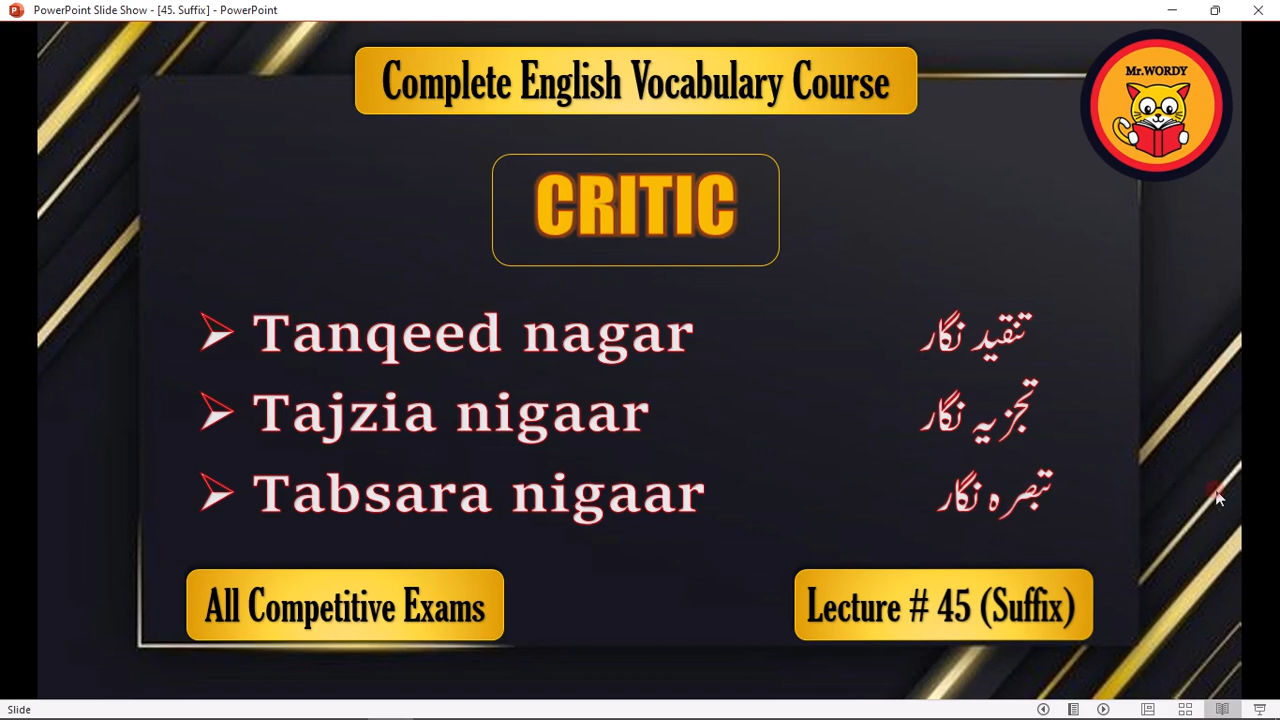 PowerPoint Slide Show - [45. Suffix] - PowerPoint
Complete English Vocabulary Course
Mr.WORDY
CRITIC
Tanqeed nagar تنقید نگار
Tajzia nigaar تجزیہ نگار
Tabsara nigaar تبصرہ نگار
All Competitive Exams
Lecture # 45 (Suffix)
Slide